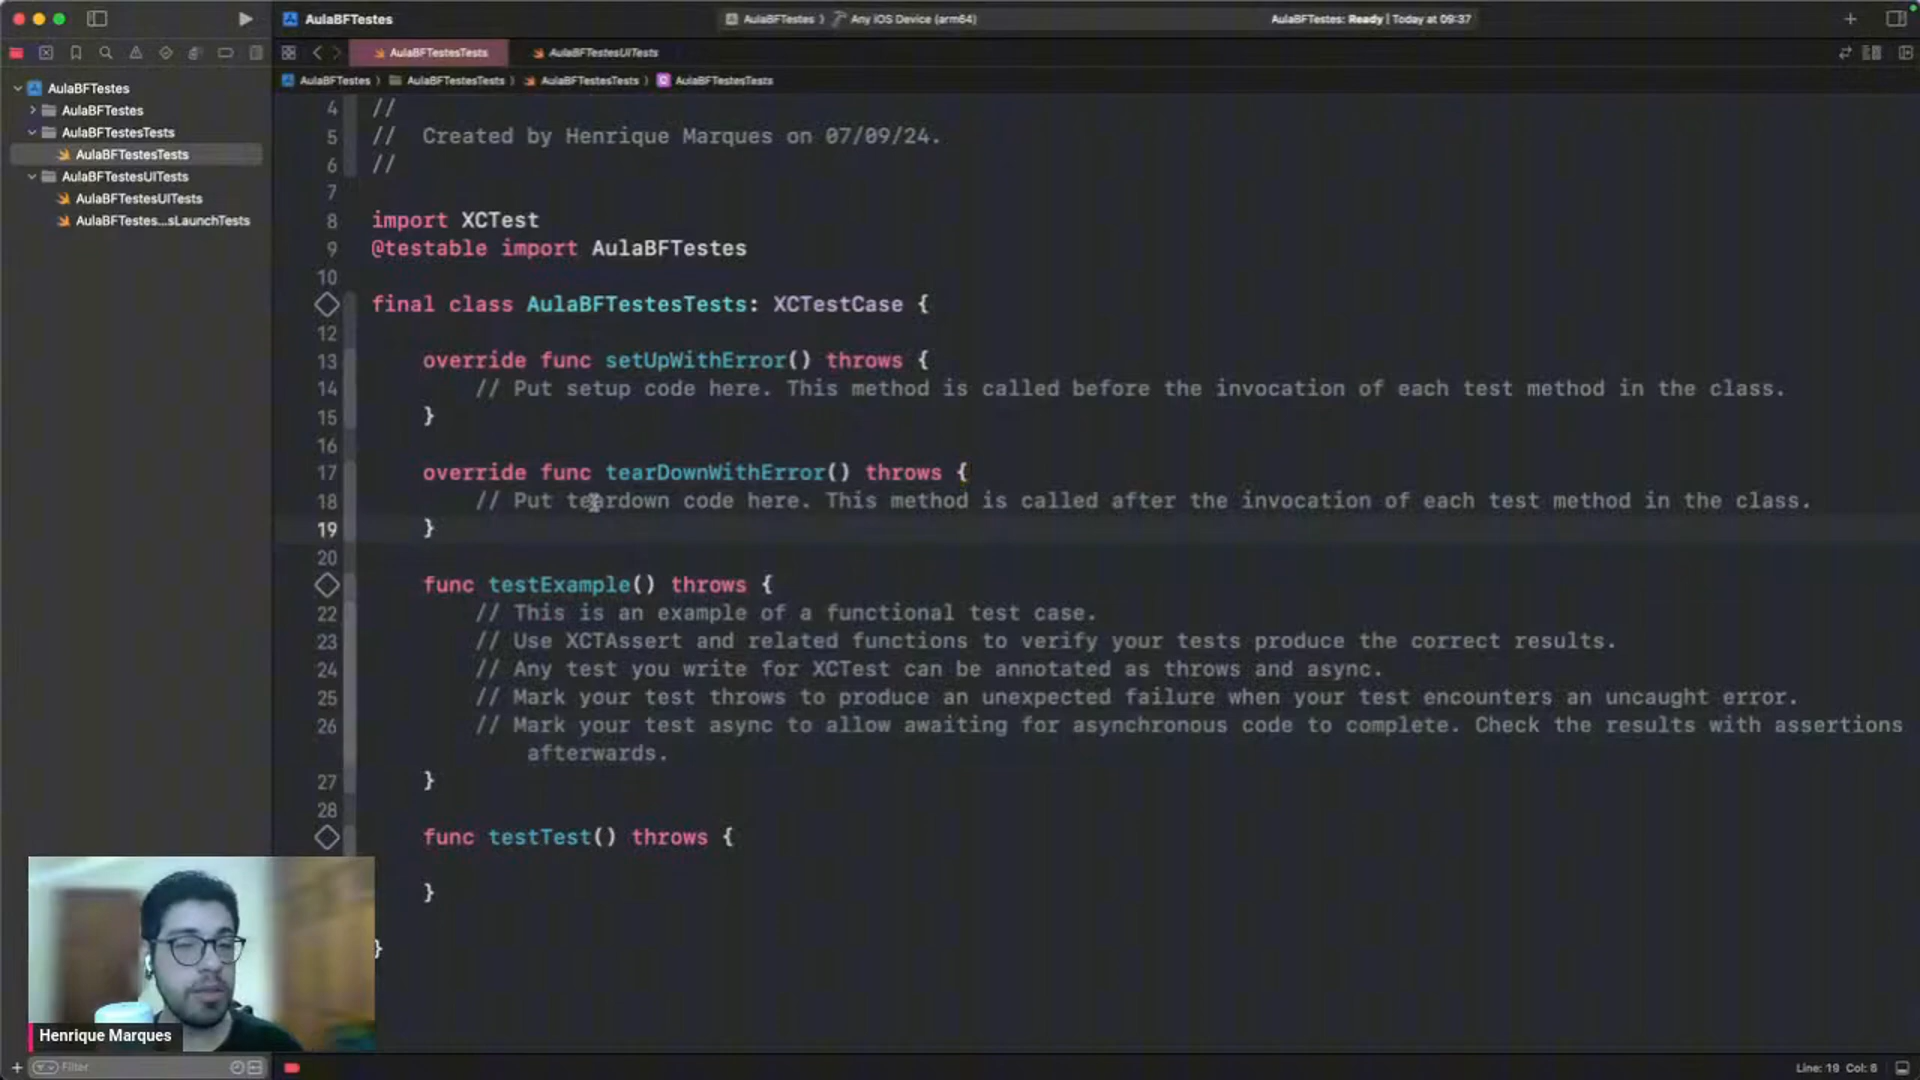 AulaBFTestes
AulaBFTestes
Any iOS Device (arm64)
AulaBFTestes: Ready | Today at 09:37
AulaBFTestesTests
AulaBFTestesUITests
AulaBFTestes
AulaBFTestesTests
AulaBFTestesTests
AulaBFTestesTests
AulaBFTestes
AulaBFTestes
AulaBFTestesTests
AulaBFTestesTests
AulaBFTestesUITests
AulaBFTestesUITests
AulaBFTestes...sLaunchTests
4 //
5 // Created by Henrique Marques on 07/09/24.
6 //
7
8 import XCTest
9 @testable import AulaBFTestes
10
final class AulaBFTestesTests: XCTestCase {
12
13 override func setUpWithError() throws {
14 // Put setup code here. This method is called before the invocation of each test method in the class.
15 }
16
17 override func tearDownWithError() throws {
18 // Put teardown code here. This method is called after the invocation of each test method in the class.
19 }
20
func testExample() throws {
22 // This is an example of a functional test case.
23 // Use XCTAssert and related functions to verify your tests produce the correct results.
24 // Any test you write for XCTest can be annotated as throws and async.
25 // Mark your test throws to produce an unexpected failure when your test encounters an uncaught error.
26 // Mark your test async to allow awaiting for asynchronous code to complete. Check the results with assertions
afterwards.
27 }
28
func testTest() throws {
}
}
Henrique Marques
Filter
Line: 19 Col: 6